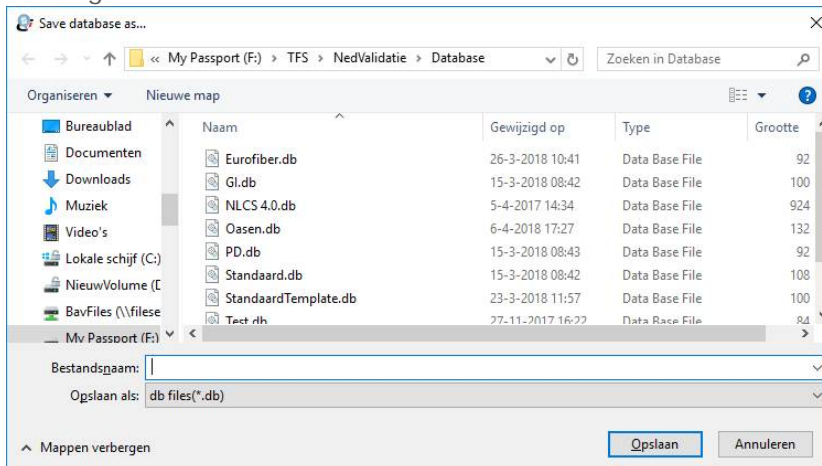 Save database as...
« My Passport (F:) > TFS > NedValidatie > Database
Zoeken in Database
Organiseren
Nieuwe map
Bureaublad
Documenten
Downloads
Muziek
Video's
Lokale schijf (C:)
NieuwVolume (E
BavFiles (\\filese
My Passport (F:)
Naam Gewijzigd op Type Grootte
Eurofiber.db 26-3-2018 10:41 Data Base File 92
GI.db 15-3-2018 08:42 Data Base File 100
NLCS 4.0.db 5-4-2017 14:34 Data Base File 924
Oasen.db 6-4-2018 17:27 Data Base File 132
PD.db 15-3-2018 08:43 Data Base File 92
Standaard.db 15-3-2018 08:42 Data Base File 108
StandaardTemplate.db 23-3-2018 11:57 Data Base File 100
Test.db 27-11-2017 16:22 Data Base File 84
Bestandsnaam:
Opslaan als: db files(*.db)
Mappen verbergen
Opslaan
Annuleren